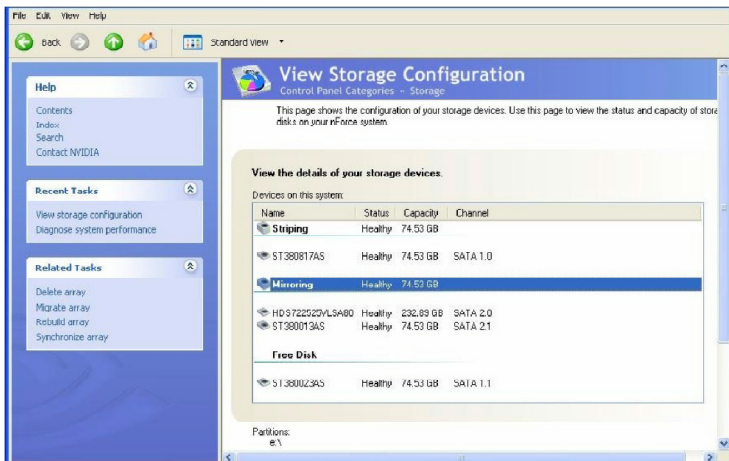 File Edit View Help
Back Standard View
Help
Contents
Index
Search
Contact NVIDIA
Recent Tasks
View storage configuration
Diagnose system performance
Related Tasks
Delete array
Migrate array
Rebuild array
Synchronize array
View Storage Configuration
Control Panel Categories - Storage
This page shows the configuration of your storage devices. Use this page to view the status and capacity of stora
disks on your nForce system.
View the details of your storage devices.
Devices on this system:
Name Status Capacity Channel
Striping Healthy 74.53 GB
ST380817AS Healthy 74.53 GB SATA 1.0
Mirroring Healthy 74.53 GB
HDS722525VLSA80 Healthy 232.89 GB SATA 2.0
ST380013AS Healthy 74.53 GB SATA 2.1
Free Disk
ST380023AS Healthy 74.53 GB SATA 1.1
Partitions:
e:\